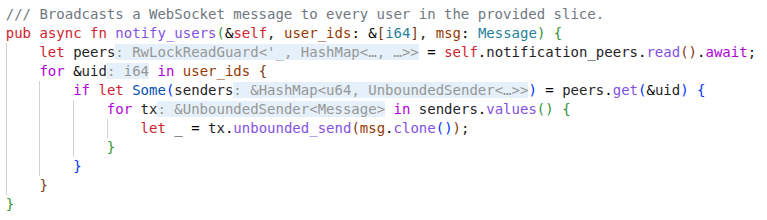 /// Broadcasts a WebSocket message to every user in the provided slice.
pub async fn notify_users(&self, user_ids: &[i64], msg: Message) {
    let peers: RwLockReadGuard<'_, HashMap<…, …>> = self.notification_peers.read().await;
    for &uid: i64 in user_ids {
        if let Some(senders: &HashMap<u64, UnboundedSender<…>>) = peers.get(&uid) {
            for tx: &UnboundedSender<Message> in senders.values() {
                let _ = tx.unbounded_send(msg.clone());
            }
        }
    }
}